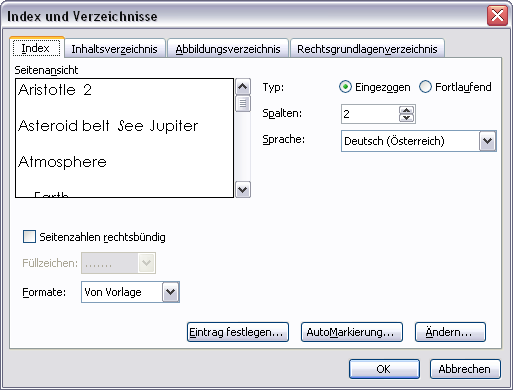 Index und Verzeichnisse
Index Inhaltsverzeichnis Abbildungsverzeichnis Rechtsgrundlagenverzeichnis
Seitenansicht
Aristotle 2
Asteroid belt See Jupiter
Atmosphere
Earth
Typ: Eingezogen Fortlaufend
Spalten: 2
Sprache: Deutsch (Österreich)
Seitenzahlen rechtsbündig
Füllzeichen: .......
Formate: Von Vorlage
Eintrag festlegen... AutoMarkierung... Ändern...
OK Abbrechen